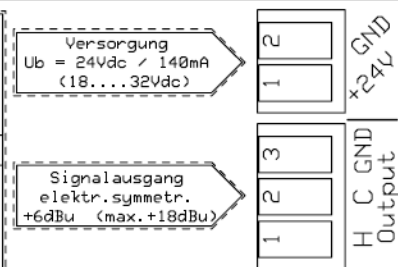 Versorgung
Ub = 24Vdc / 140mA
(18....32Vdc)
2
1
GND
+24V
Signalausgang
elektr.symmetr.
+6dBu (max.+18dBu)
3
2
1
H C GND
Output